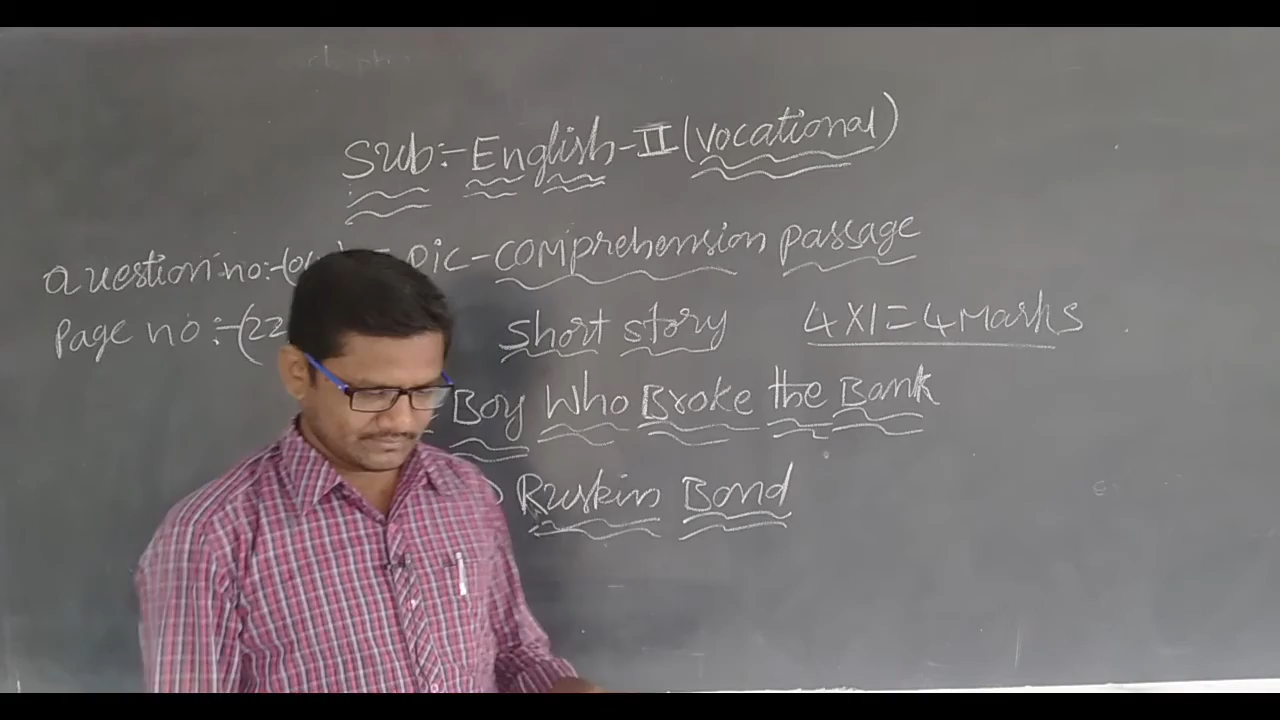 Sub:- English-II (Vocational)
Question no:-(04 pic-comprehension passage
Page no:-(22
Short story 4X1=4 Marks
Boy Who Broke the Bank
Ruskin Bond